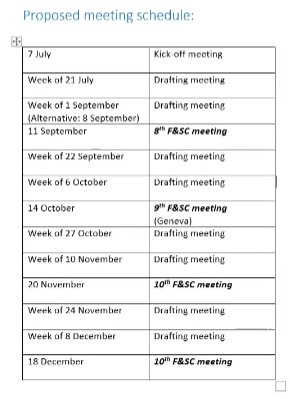 Proposed meeting schedule:
7 July Kick-off meeting
Week of 21 July Drafting meeting
Week of 1 September Drafting meeting
(Alternative: 8 September)
11 September 8th F&SC meeting
Week of 22 September Drafting meeting
Week of 6 October Drafting meeting
14 October 9th F&SC meeting
(Geneva)
Week of 27 October Drafting meeting
Week of 10 November Drafting meeting
20 November 10th F&SC meeting
Week of 24 November Drafting meeting
Week of 8 December Drafting meeting
18 December 10th F&SC meeting